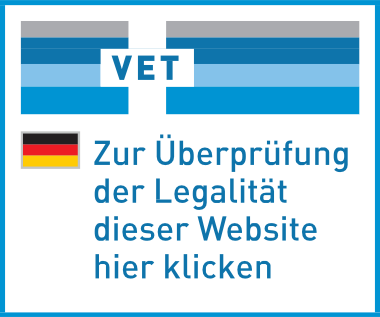 VET
Zur Überprüfung
der Legalität
dieser Website
hier klicken